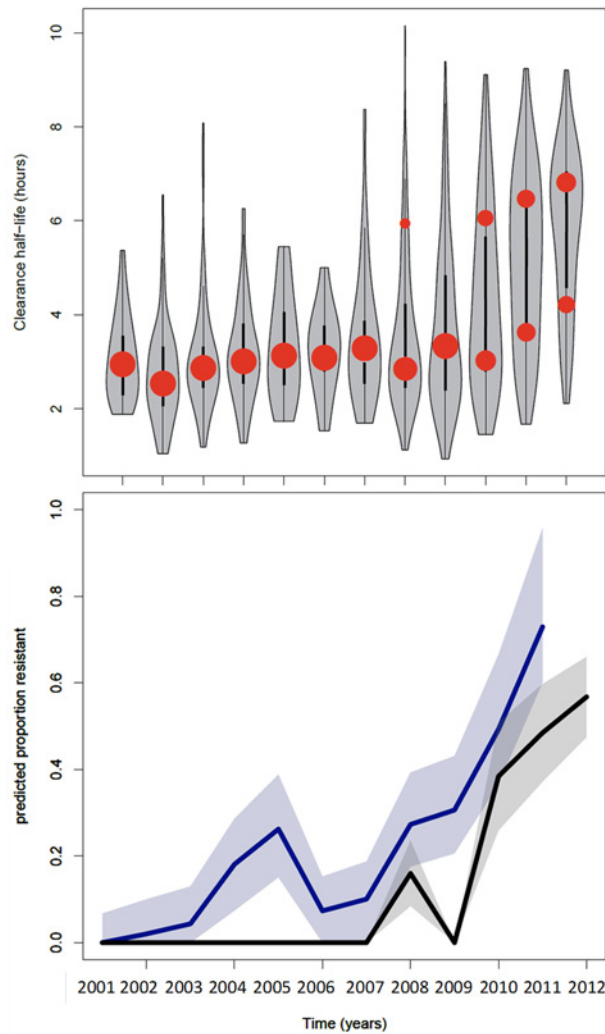 Clearance half-life (hours)
10
8
6
4
2
predicted proportion resistant
1.0
0.8
0.6
0.4
0.2
0.0
2001 2002 2003 2004 2005 2006 2007 2008 2009 2010 2011 2012
Time (years)